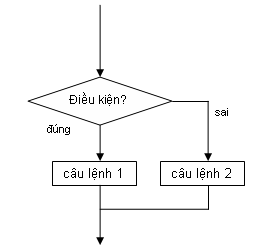 Điều kiện?
sai
đúng
câu lệnh 1
câu lệnh 2